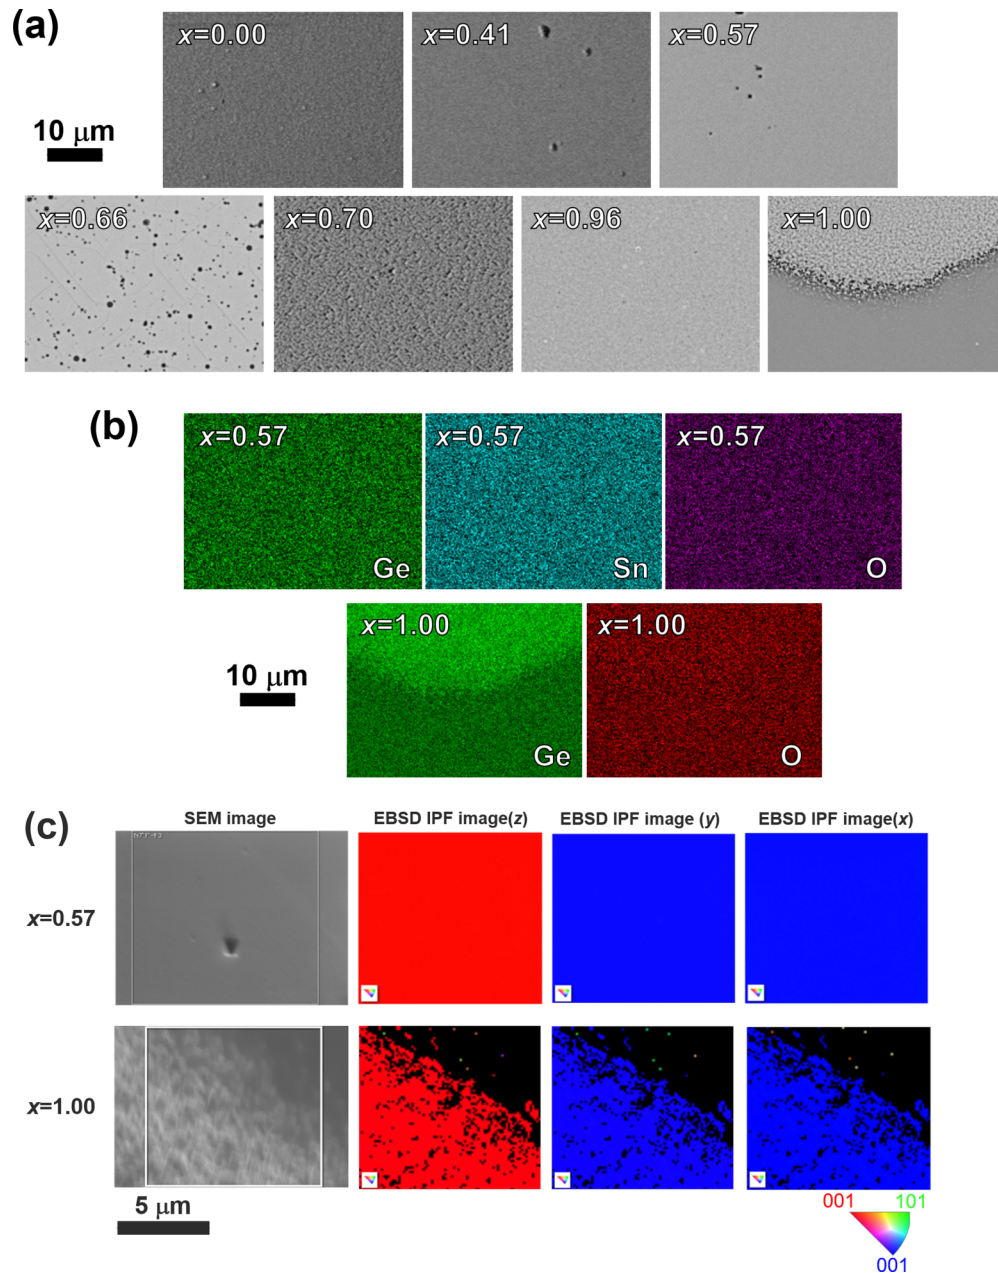 (a)
x=0.00
x=0.41
x=0.57
10 μm
x=0.66
x=0.70
x=0.96
x=1.00
(b)
x=0.57
x=0.57
x=0.57
Ge
Sn
O
x=1.00
x=1.00
10 μm
Ge
O
(c)
SEM image
EBSD IPF image(z)
EBSD IPF image (y)
EBSD IPF image(x)
x=0.57
x=1.00
5 μm
001
101
001